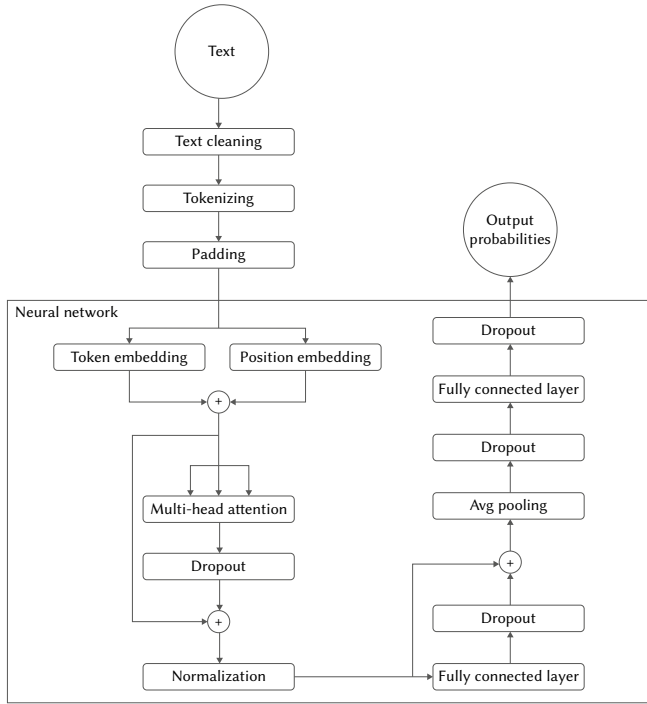 Text
Text cleaning
Tokenizing
Padding
Neural network
Token embedding
Position embedding
+
Multi-head attention
Dropout
+
Normalization
Output
probabilities
Dropout
Fully connected layer
Dropout
Avg pooling
+
Dropout
Fully connected layer